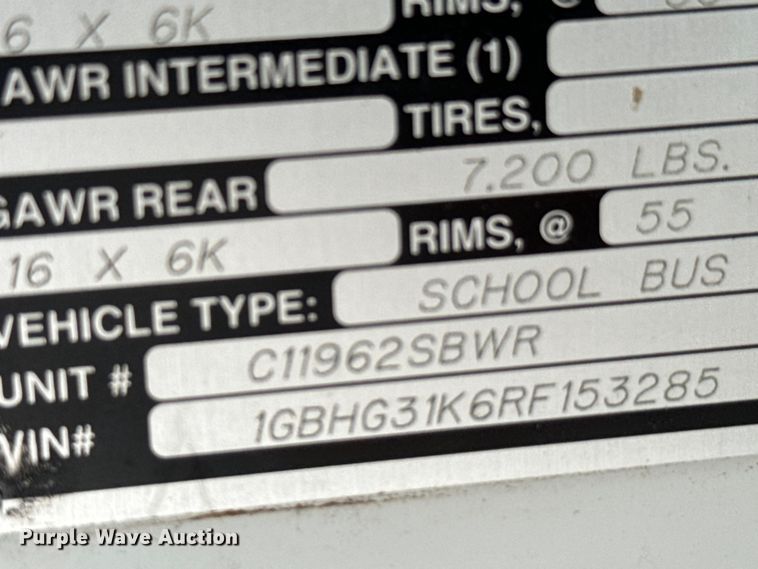 6 X 6K RIMS, @
AWR INTERMEDIATE (1)
TIRES,
GAWR REAR 7,200 LBS.
16 X 6K RIMS, @ 55
VEHICLE TYPE: SCHOOL BUS
UNIT # C11962SBWR
VIN# 1GBHG31K6RF153285
Purple Wave Auction